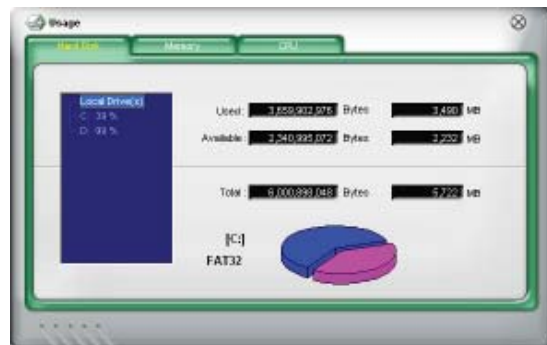 Usage
Hard Disk Memory CPU
Local Drive(s)
C: 39 %
Used : 3,659,902,976 Bytes 3,490 MB
Available : 2,340,995,072 Bytes 2,232 MB
Total : 6,000,898,048 Bytes 5,722 MB
[C:]
FAT32